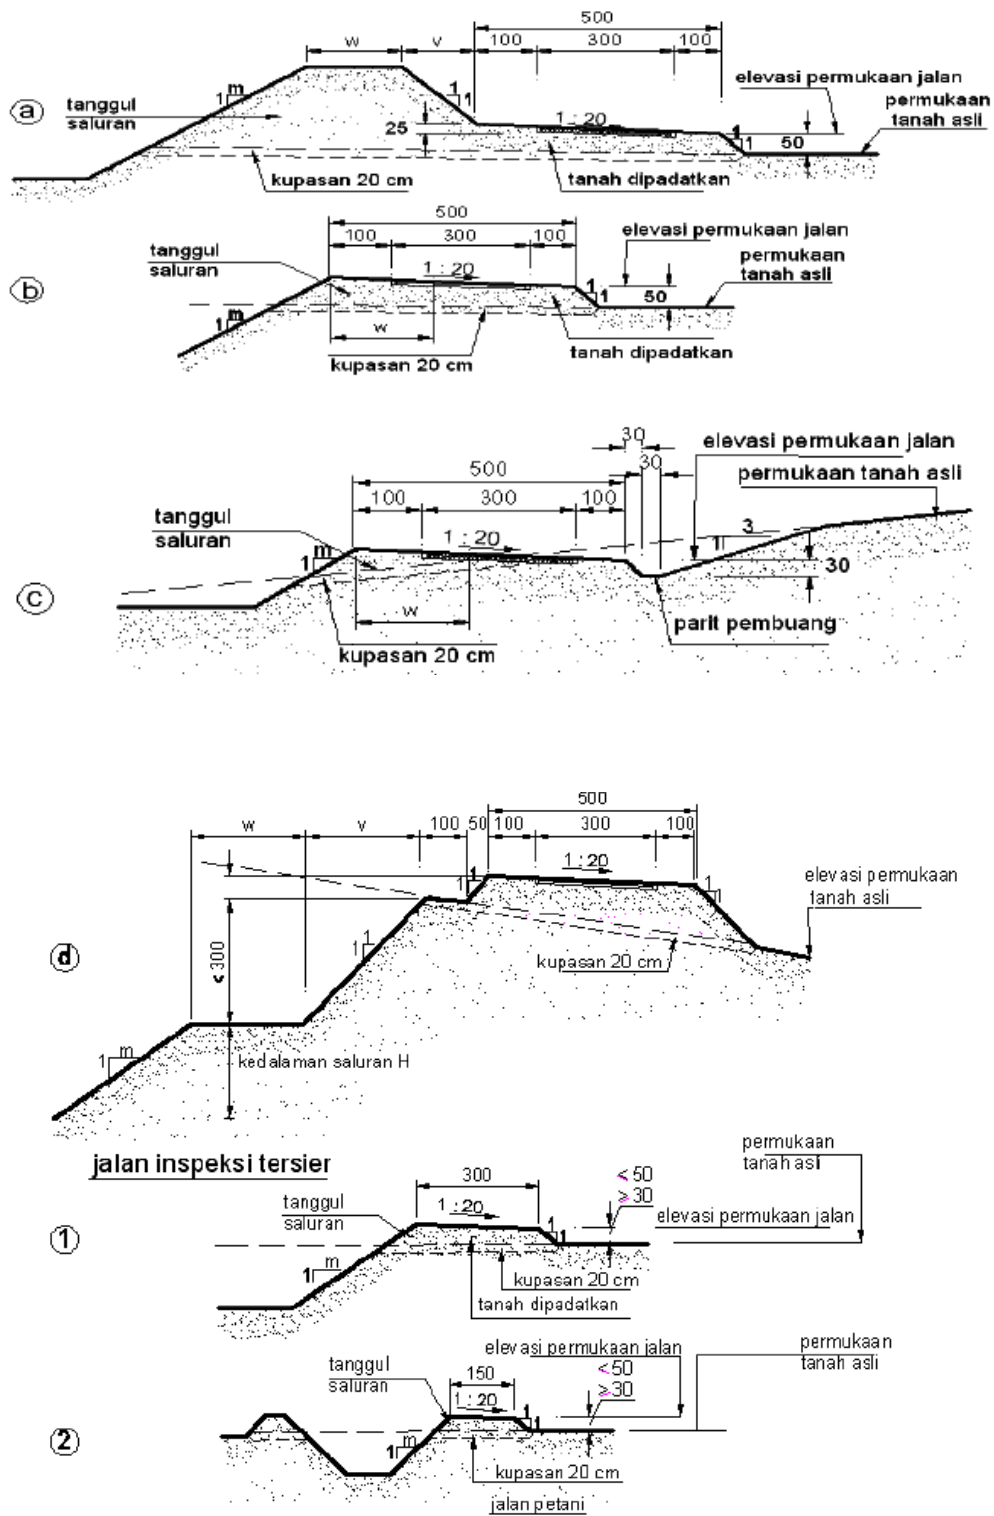 500
w
v
100
300
100
elevasi permukaan jalan
a
m
1
1
1
tanggul
saluran
permukaan
tanah asli
1 : 20
25
1
1
50
kupasan 20 cm
tanah dipadatkan
500
100
300
100
elevasi permukaan jalan
b
tanggul
saluran
1 : 20
permukaan
tanah asli
1
1
50
m
1
w
kupasan 20 cm
tanah dipadatkan
30
elevasi permukaan jalan
500
30
permukaan tanah asli
100
300
100
tanggul
saluran
1 : 20
3
1
m
1
30
c
w
parit pembuang
kupasan 20 cm
500
w
v
100
50
100
300
100
1 : 20
1
1
1
1
elevasi permukaan
tanah asli
d
< 300
1
1
kupasan 20 cm
m
1
kedalaman saluran H
jalan inspeksi tersier
permukaan
tanah asli
300
< 50
> 30
tanggul
saluran
1 : 20
elevasi permukaan jalan
1
1
1
m
1
kupasan 20 cm
tanah dipadatkan
elevasi permukaan jalan
permukaan
tanah asli
tanggul
saluran
150
< 50
> 30
1 : 20
1
1
2
m
1
kupasan 20 cm
jalan petani